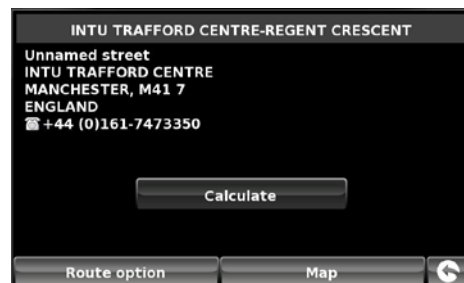 INTU TRAFFORD CENTRE-REGENT CRESCENT
Unnamed street
INTU TRAFFORD CENTRE
MANCHESTER, M41 7
ENGLAND
☎+44 (0)161-7473350
Calculate
Route option
Map